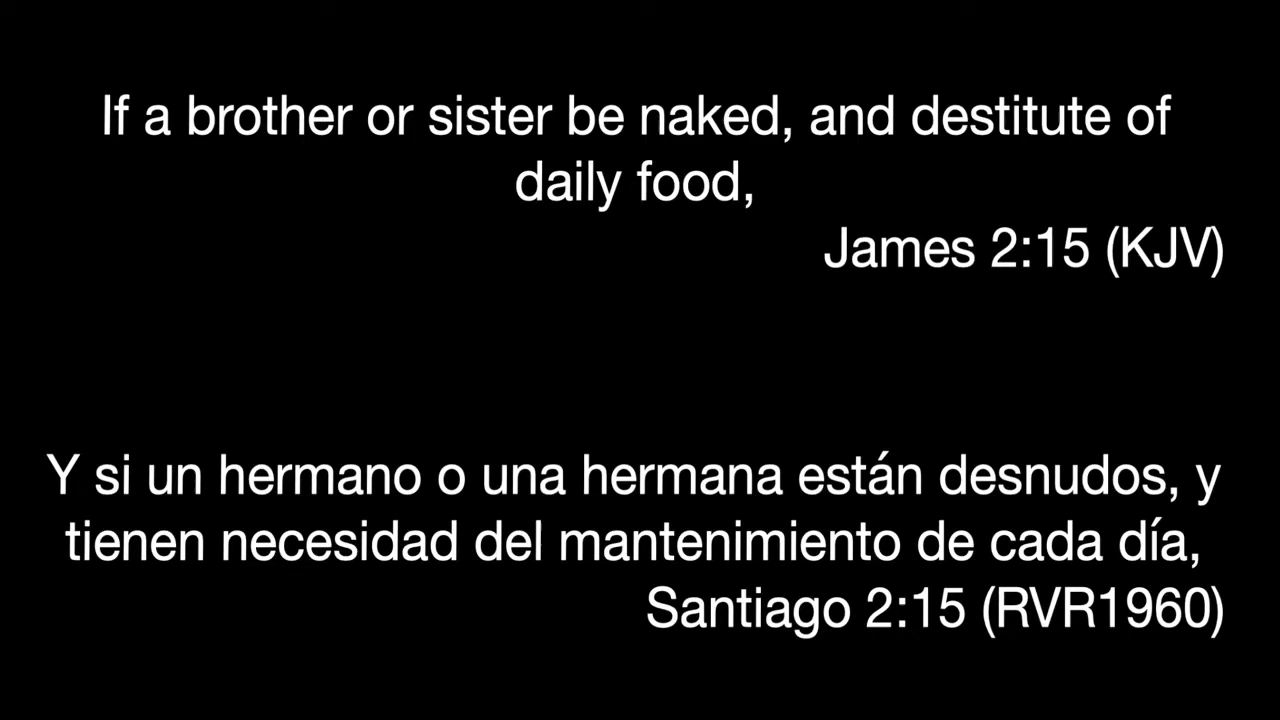 If a brother or sister be naked, and destitute of
daily food,
James 2:15 (KJV)
Y si un hermano o una hermana están desnudos, y
tienen necesidad del mantenimiento de cada día,
Santiago 2:15 (RVR1960)